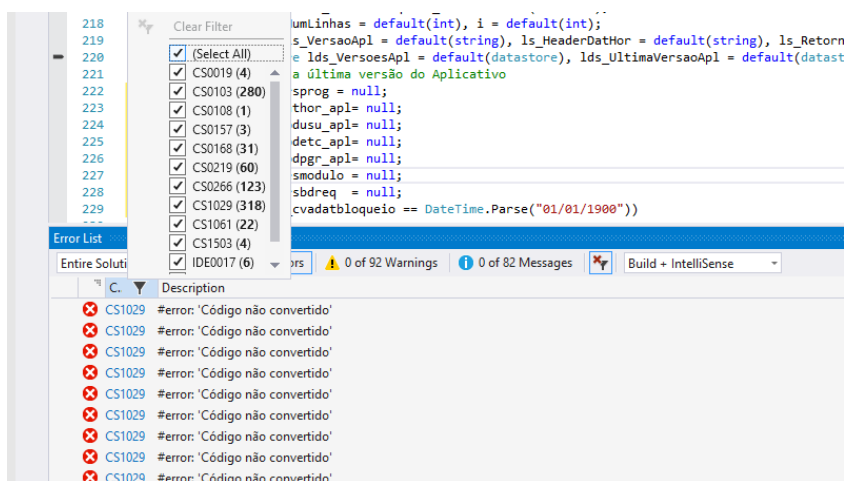 218 umLinhas = default(int), i = default(int);
219 s_VersaoApl = default(string), ls_HeaderDatHor = default(string), ls_Retorn
220 e lds_VersoesApl = default(datastore), lds_UltimaVersaoApl = default(datast
221 a última versão do Aplicativo
222 sprog = null;
223 thor_apl= null;
224 dusu_apl= null;
225 detc_apl= null;
226 dpgr_apl= null;
227 smodulo = null;
228 sbdreq = null;
229 _cvadatbloqueio == DateTime.Parse("01/01/1900"))
Clear Filter
(Select All)
CS0019 (4)
CS0103 (280)
CS0108 (1)
CS0157 (3)
CS0168 (31)
CS0219 (60)
CS0266 (123)
CS1029 (318)
CS1061 (22)
CS1503 (4)
IDE0017 (6)
Error List
Entire Soluti rs 0 of 92 Warnings 0 of 82 Messages Build + IntelliSense
C. Description
CS1029 #error: 'Código não convertido'
CS1029 #error: 'Código não convertido'
CS1029 #error: 'Código não convertido'
CS1029 #error: 'Código não convertido'
CS1029 #error: 'Código não convertido'
CS1029 #error: 'Código não convertido'
CS1029 #error: 'Código não convertido'
CS1029 #error: 'Código não convertido'
CS1029 #error: 'Código não convertido'